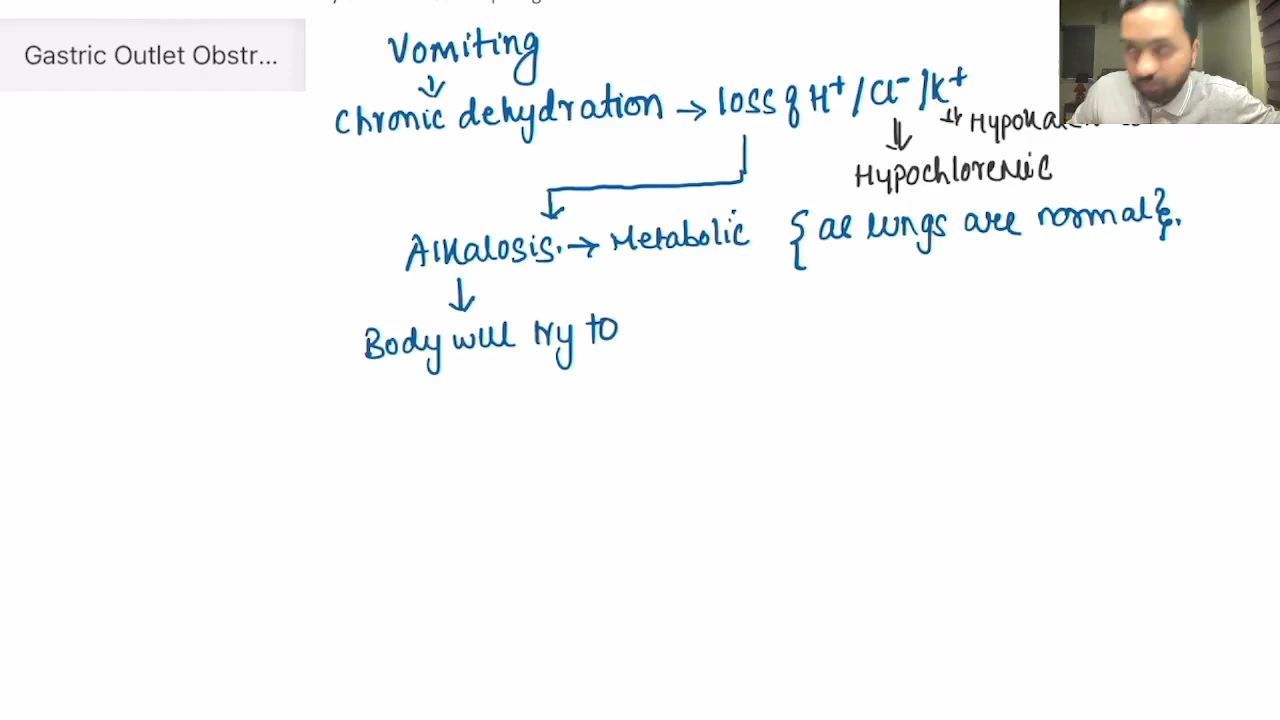 Gastric Outlet Obstr...
Vomiting
↓
Chronic dehydration → loss of H⁺ / Cl⁻ / K⁺
Hypochloremic
Alkalosis. → Metabolic { as lungs are normal }.
↓
Body will try to